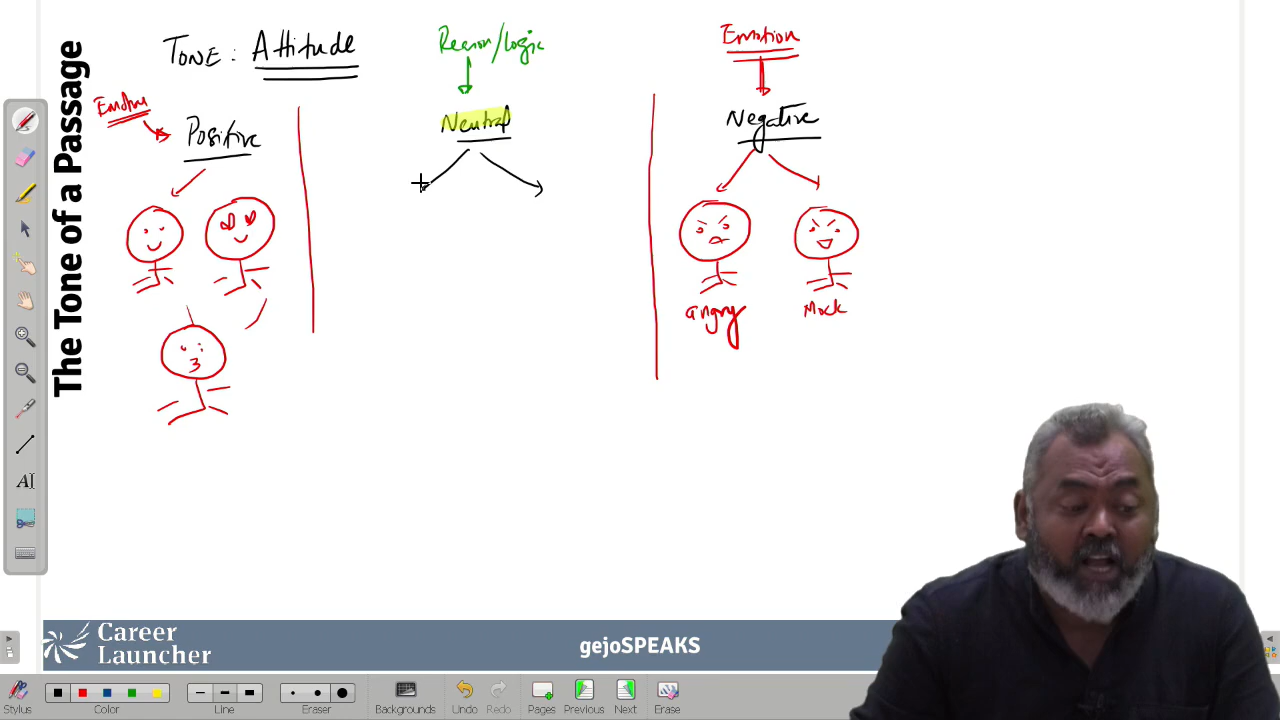 The Tone of a Passage
TONE: Attitude
Reason/Logic
Emotion
Emotion
Positive
Neutral
Negative
angry
Mock
Career
Launcher
gejoSPEAKS
Stylus
Color
Line
Eraser
Backgrounds
Undo
Redo
Pages
Previous
Next
Erase